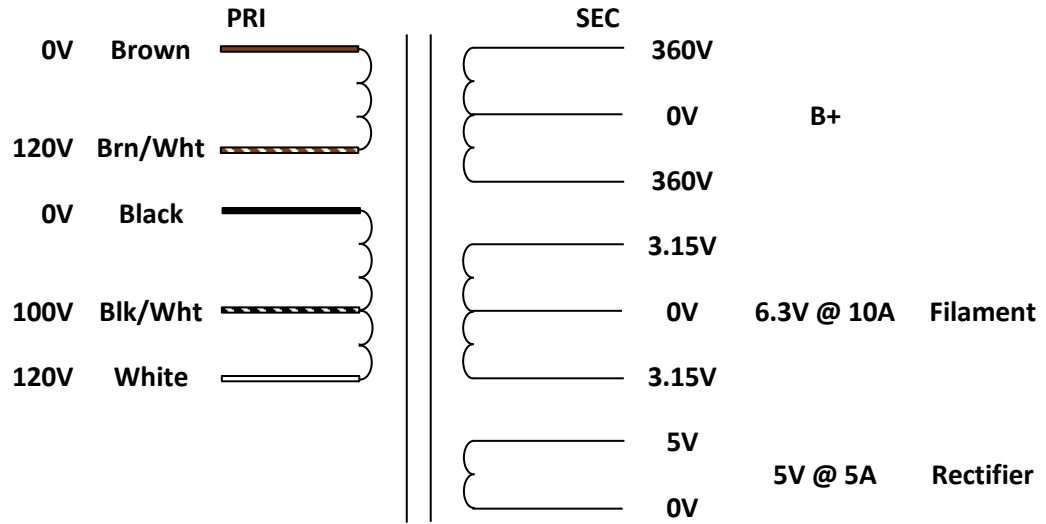 PRI SEC
0V Brown 360V
0V B+
120V Brn/Wht
360V
0V Black
3.15V
100V Blk/Wht 0V 6.3V @ 10A Filament
120V White 3.15V
5V
5V @ 5A Rectifier
0V